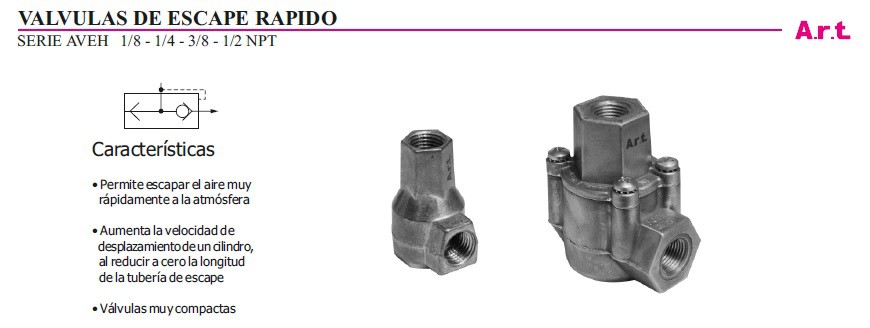 VALVULAS DE ESCAPE RAPIDO
SERIE AVEH 1/8 - 1/4 - 3/8 - 1/2 NPT
A.r.t.
Características
• Permite escapar el aire muy
rápidamente a la atmósfera
• Aumenta la velocidad de
desplazamiento de un cilindro,
al reducir a cero la longitud
de la tubería de escape
• Válvulas muy compactas
A.r.t.